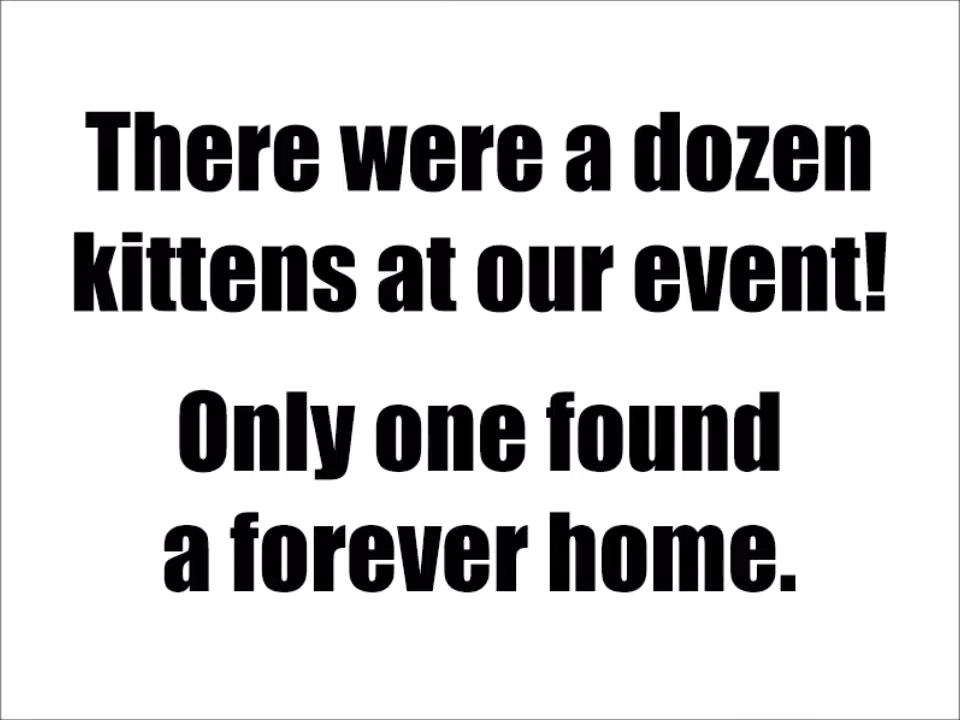 There were a dozen
kittens at our event!
Only one found
a forever home.